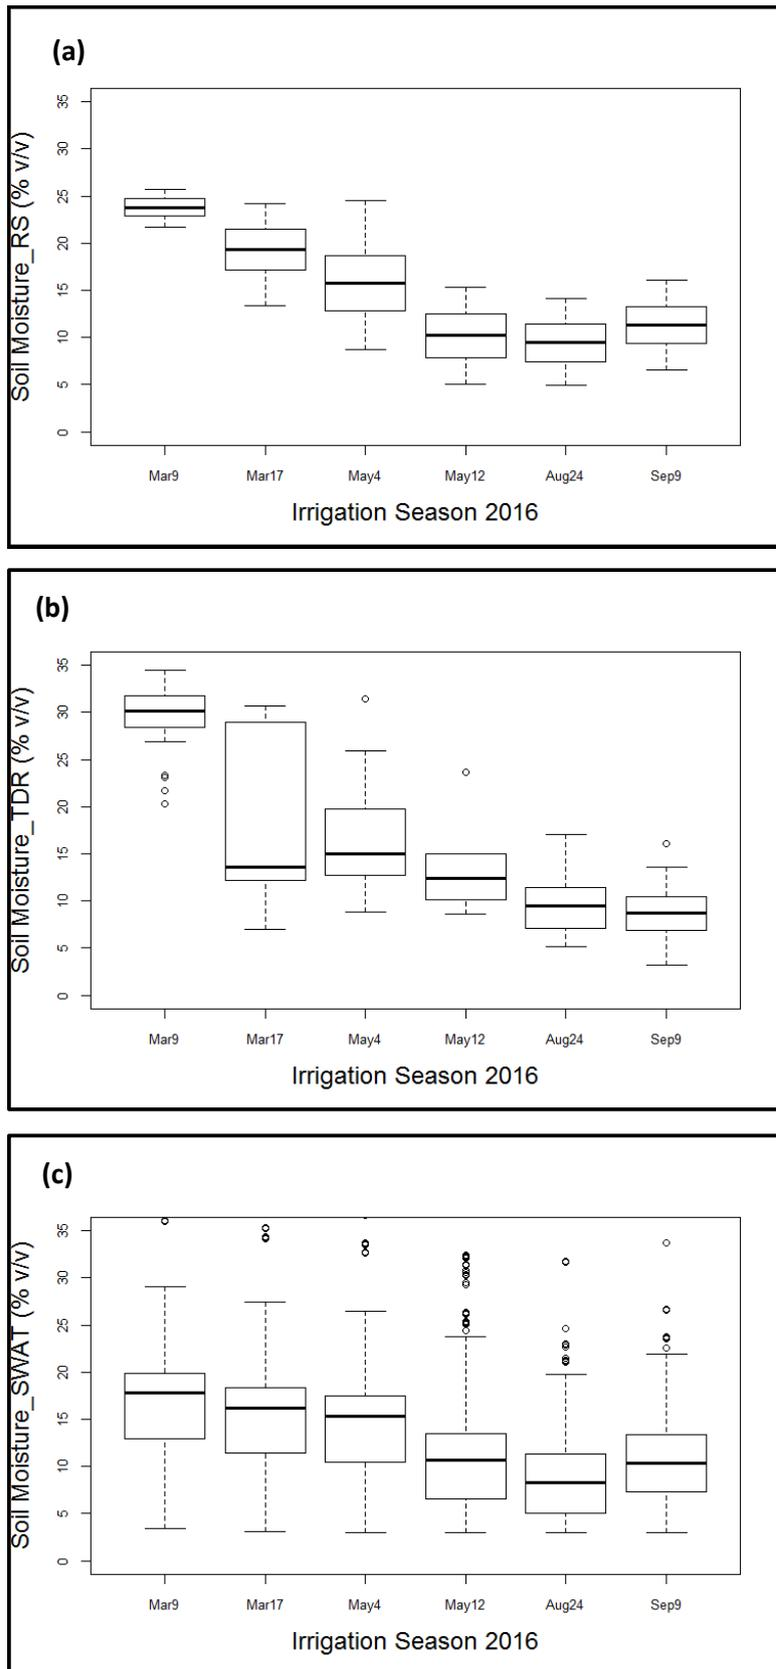 (a)
Soil Moisture_RS (% v/v)
35
30
25
20
15
10
5
0
Mar9 Mar17 May4 May12 Aug24 Sep9
Irrigation Season 2016
(b)
Soil Moisture_TDR (% v/v)
35
30
25
20
15
10
5
0
Mar9 Mar17 May4 May12 Aug24 Sep9
Irrigation Season 2016
(c)
Soil Moisture_SWAT (% v/v)
35
30
25
20
15
10
5
0
Mar9 Mar17 May4 May12 Aug24 Sep9
Irrigation Season 2016